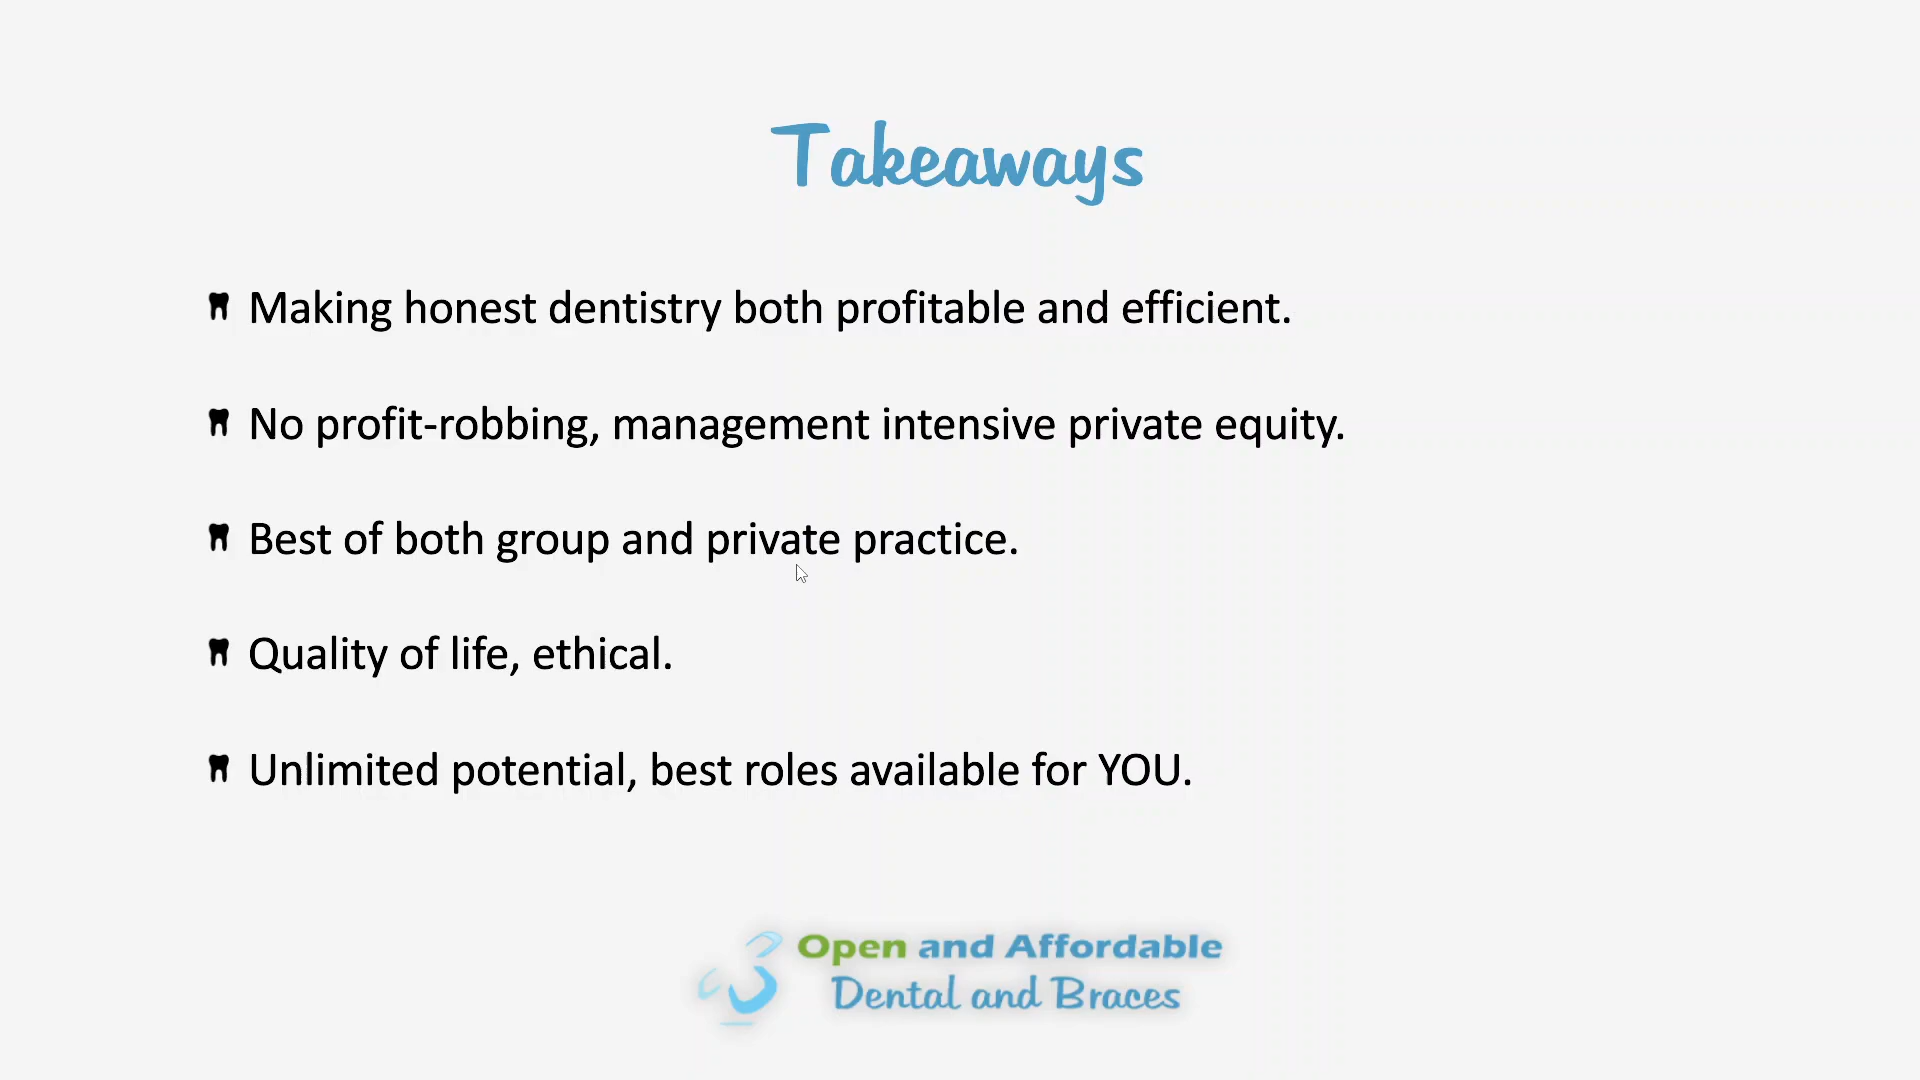 Takeaways
Making honest dentistry both profitable and efficient.
No profit-robbing, management intensive private equity.
Best of both group and private practice.
Quality of life, ethical.
Unlimited potential, best roles available for YOU.
Open and Affordable
Dental and Braces